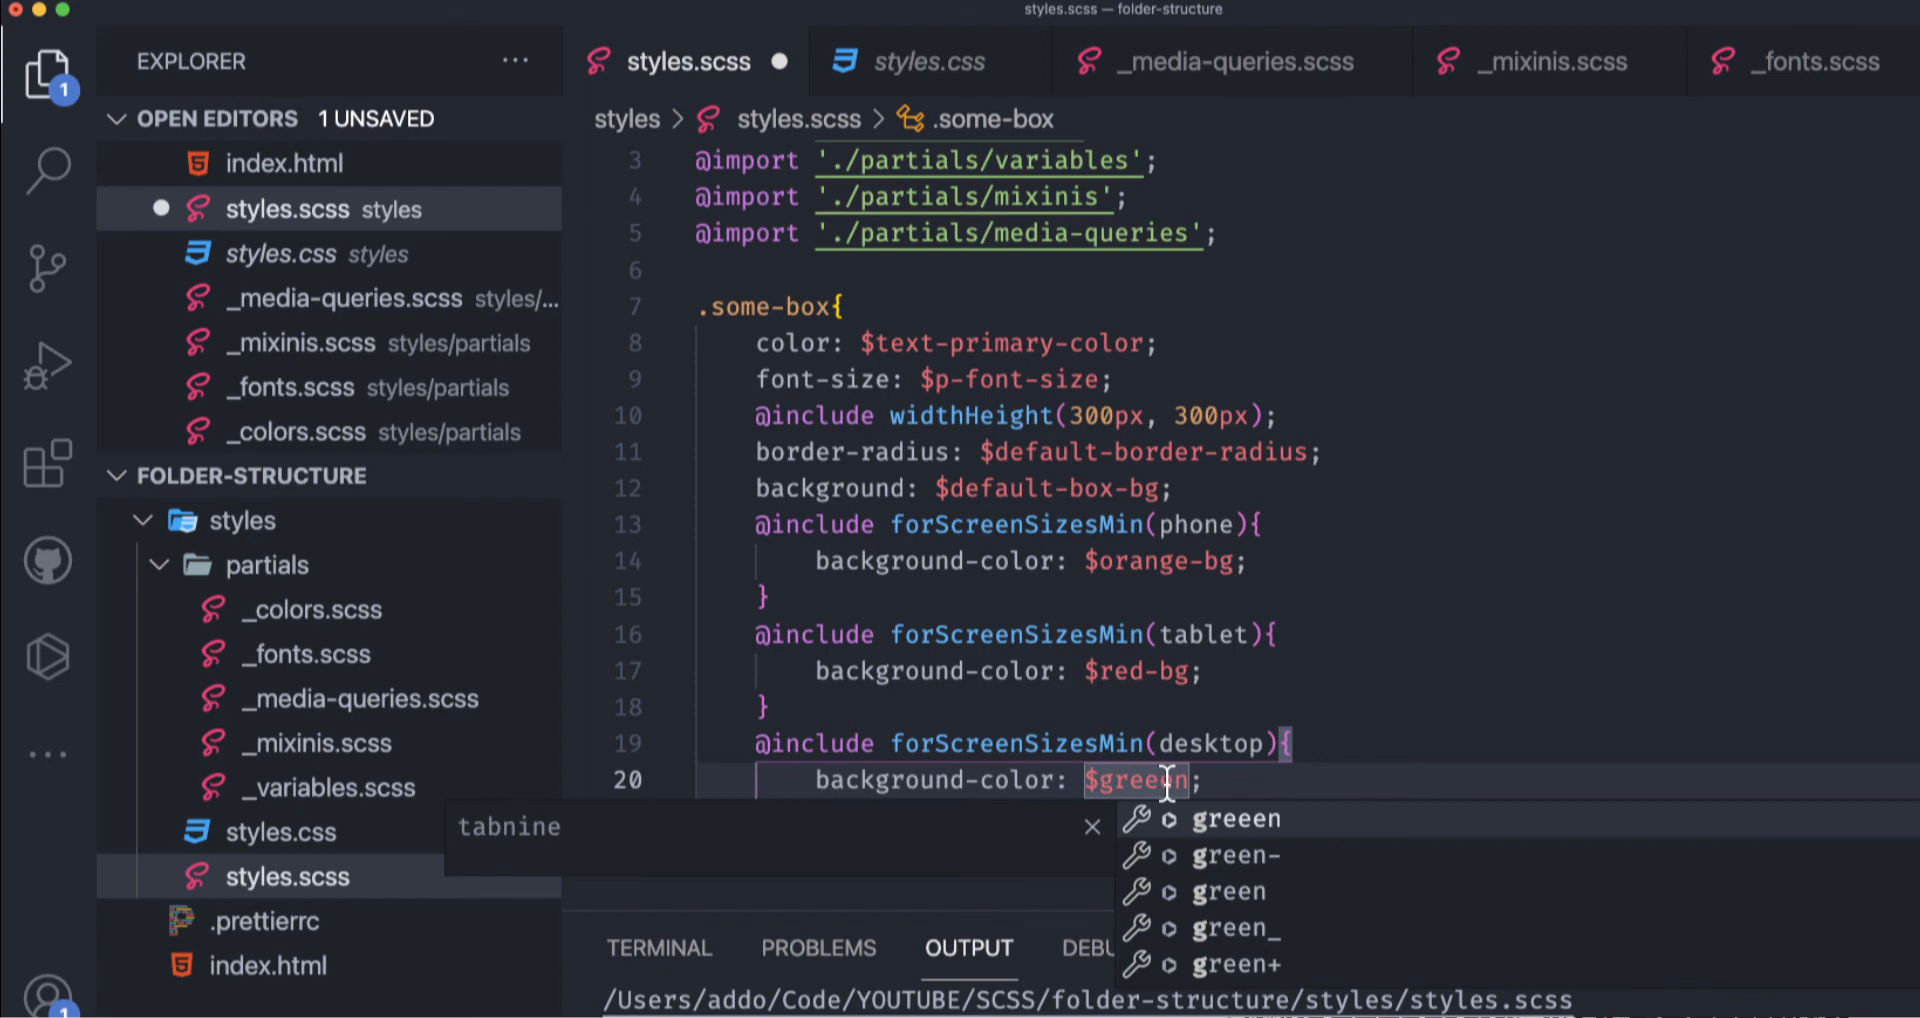 styles.scss — folder-structure
EXPLORER
styles.scss
styles.css
_media-queries.scss
_mixinis.scss
_fonts.scss
1
OPEN EDITORS 1 UNSAVED
styles > styles.scss > .some-box
index.html
styles.scss styles
styles.css styles
_media-queries.scss styles/...
_mixinis.scss styles/partials
_fonts.scss styles/partials
_colors.scss styles/partials
FOLDER-STRUCTURE
styles
partials
_colors.scss
_fonts.scss
_media-queries.scss
_mixinis.scss
_variables.scss
styles.css
styles.scss
.prettierrc
index.html
1
3 @import './partials/variables';
4 @import './partials/mixinis';
5 @import './partials/media-queries';
6
7 .some-box{
8 color: $text-primary-color;
9 font-size: $p-font-size;
10 @include widthHeight(300px, 300px);
11 border-radius: $default-border-radius;
12 background: $default-box-bg;
13 @include forScreenSizesMin(phone){
14 background-color: $orange-bg;
15 }
16 @include forScreenSizesMin(tablet){
17 background-color: $red-bg;
18 }
19 @include forScreenSizesMin(desktop){
20 background-color: $greeen;
tabnine
greeen
green-
green
green_
green+
TERMINAL PROBLEMS OUTPUT DEBU
/Users/addo/Code/YOUTUBE/SCSS/folder-structure/styles/styles.scss